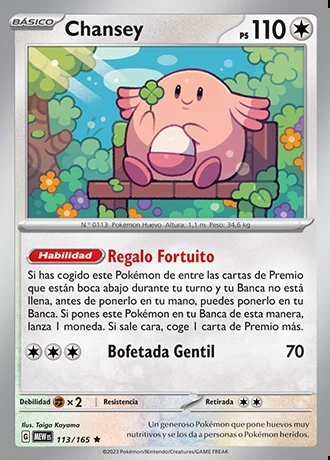 BÁSICO
Chansey
PS 110
N.º 0113 Pokémon Huevo Altura: 1,1 m Peso: 34,6 kg
Habilidad Regalo Fortuito
Si has cogido este Pokémon de entre las cartas de Premio
que están boca abajo durante tu turno y tu Banca no está
llena, antes de ponerlo en tu mano, puedes ponerlo en tu
Banca. Si pones este Pokémon en tu Banca de esta manera,
lanza 1 moneda. Si sale cara, coge 1 carta de Premio más.
Bofetada Gentil 70
Debilidad ×2 Resistencia Retirada
Ilus. Taiga Kayama
G MEW ES 113/165
Un generoso Pokémon que pone huevos muy
nutritivos y se los da a personas o Pokémon heridos.
©2023 Pokémon/Nintendo/Creatures/GAME FREAK